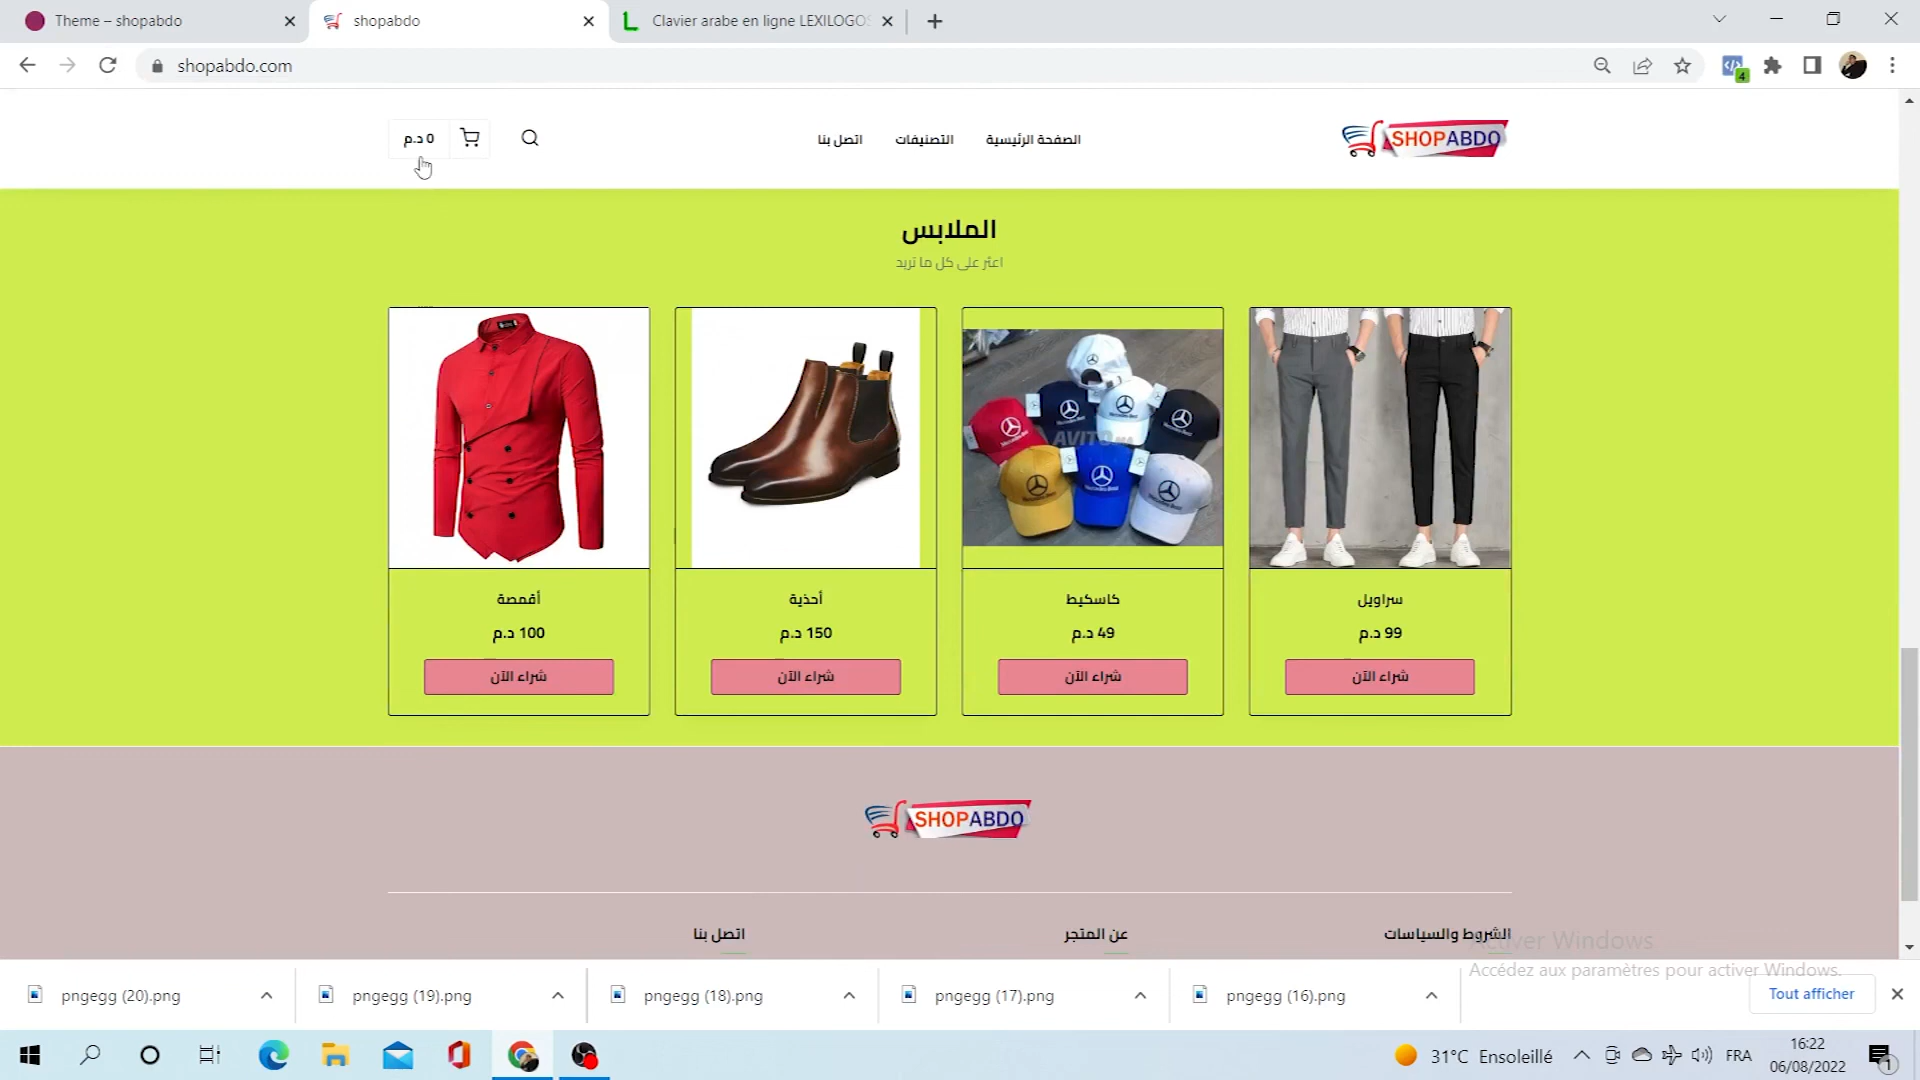 Theme – shopabdo
shopabdo
Clavier arabe en ligne LEXILOGOS
shopabdo.com
4
SHOPABDO
الصفحة الرئيسية
التصنيفات
اتصل بنا
0 د.م
الملابس
اعثر على كل ما تريد
AVITO.ma
سراويل
99 د.م
شراء الآن
كاسكيط
49 د.م
شراء الآن
أحذية
150 د.م
شراء الآن
أقمصة
100 د.م
شراء الآن
SHOPABDO
الشروط والسياسات
عن المتجر
اتصل بنا
Activer Windows
Accédez aux paramètres pour activer Windows.
pngegg (20).png
pngegg (19).png
pngegg (18).png
pngegg (17).png
pngegg (16).png
Tout afficher
31°C Ensoleillé
FRA
16:22
06/08/2022
1